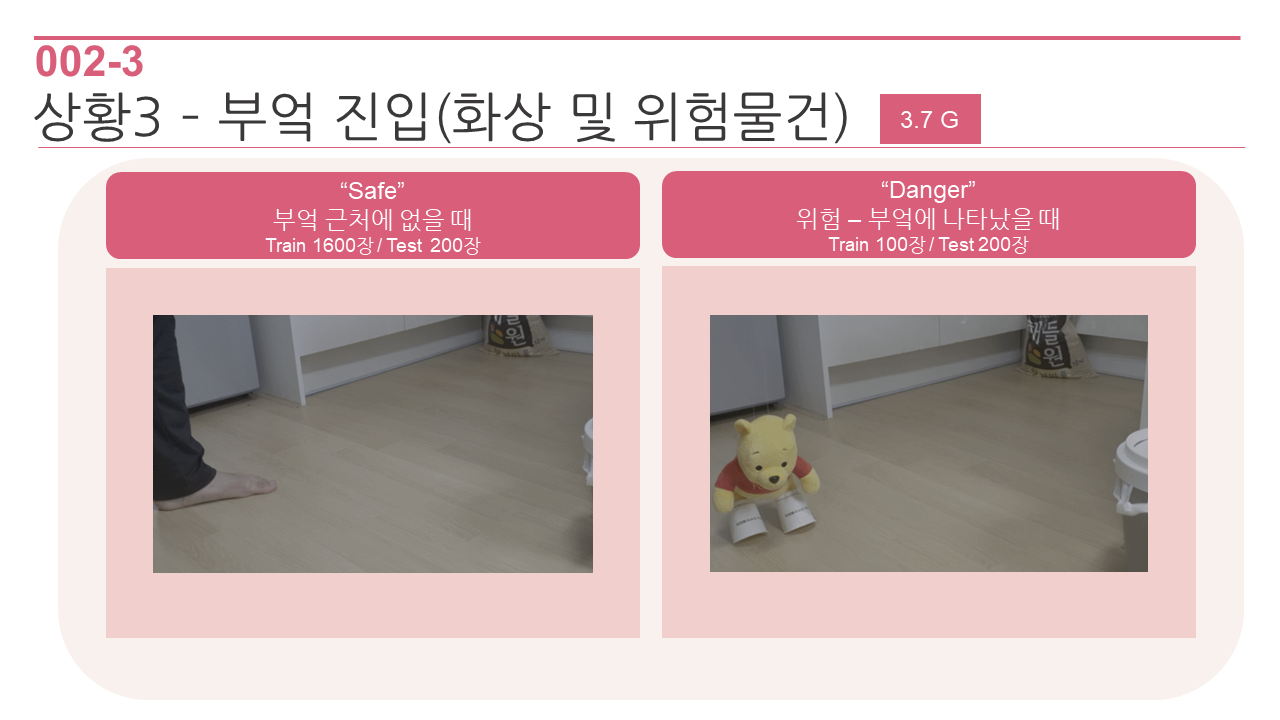 002-3
상황3 - 부엌 진입(화상 및 위험물건)
3.7 G
“Safe”
부엌 근처에 없을 때
Train 1600장 / Test 200장
“Danger”
위험 – 부엌에 나타났을 때
Train 100장 / Test 200장
들
원
들
원